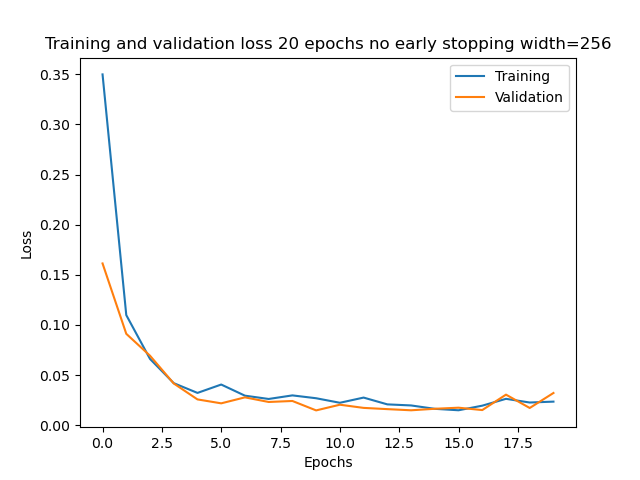 Training and validation loss 20 epochs no early stopping width=256
Training
Validation
Loss
0.35
0.30
0.25
0.20
0.15
0.10
0.05
0.00
0.0 2.5 5.0 7.5 10.0 12.5 15.0 17.5
Epochs